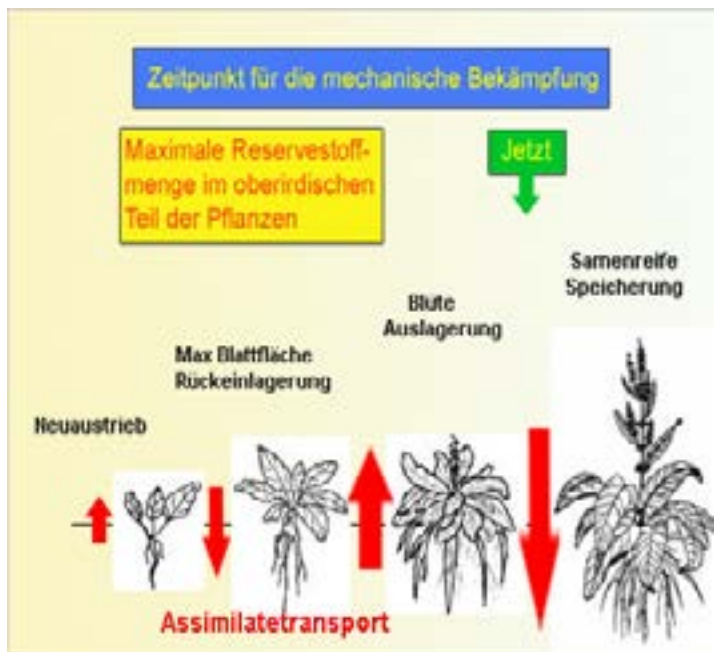 Zeitpunkt für die mechanische Bekämpfung
Maximale Reservestoff-
menge im oberirdischen
Teil der Pflanzen
Jetzt
Samenreife
Speicherung
Blüte
Auslagerung
Max Blattfläche
Rückeinlagerung
Neuaustrieb
Assimilatetransport